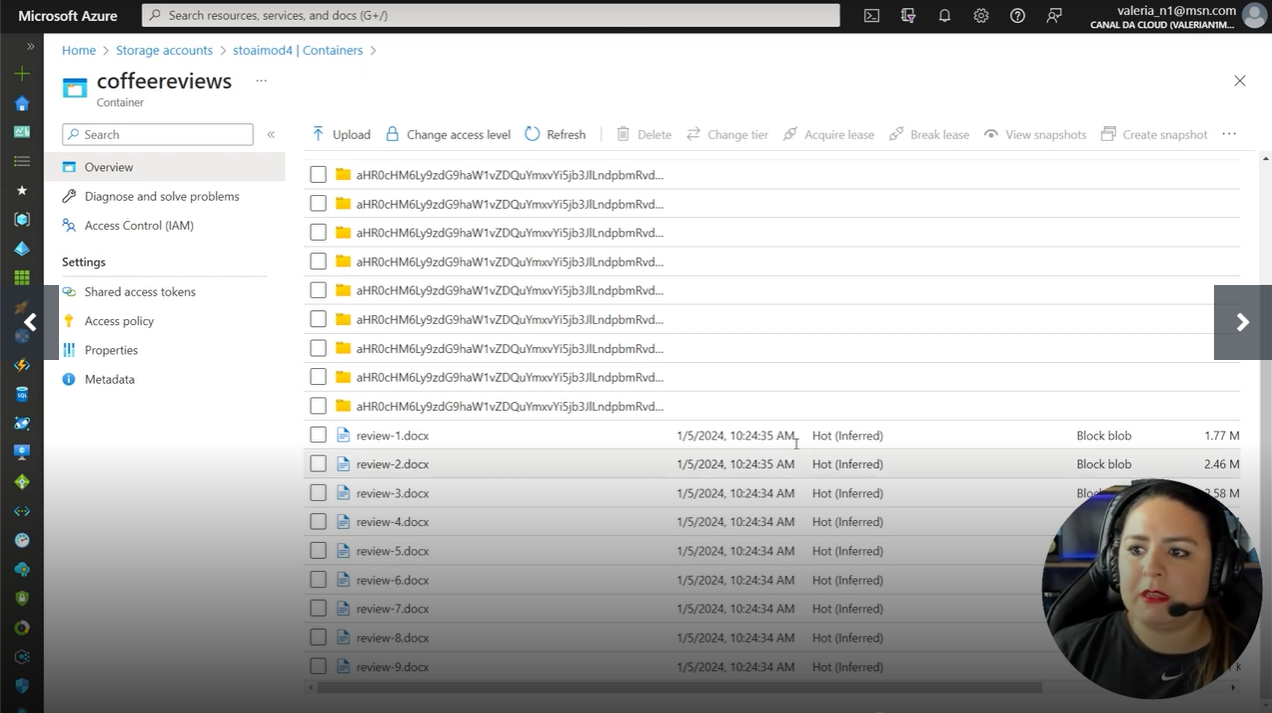 Microsoft Azure
Search resources, services, and docs (G+/)
valeria_n1@msn.com
CANAL DA CLOUD (VALERIAN1M...
Home > Storage accounts > stoaimod4 | Containers >
coffeereviews ...
Container
Search
Upload Change access level Refresh Delete Change tier Acquire lease Break lease View snapshots Create snapshot ...
Overview
Diagnose and solve problems
Access Control (IAM)
Settings
Shared access tokens
Access policy
Properties
Metadata
aHR0cHM6Ly9zdG9haW1vZDQuYmxvYi5jb3JlLndpbmRvd...
aHR0cHM6Ly9zdG9haW1vZDQuYmxvYi5jb3JlLndpbmRvd...
aHR0cHM6Ly9zdG9haW1vZDQuYmxvYi5jb3JlLndpbmRvd...
aHR0cHM6Ly9zdG9haW1vZDQuYmxvYi5jb3JlLndpbmRvd...
aHR0cHM6Ly9zdG9haW1vZDQuYmxvYi5jb3JlLndpbmRvd...
aHR0cHM6Ly9zdG9haW1vZDQuYmxvYi5jb3JlLndpbmRvd...
aHR0cHM6Ly9zdG9haW1vZDQuYmxvYi5jb3JlLndpbmRvd...
aHR0cHM6Ly9zdG9haW1vZDQuYmxvYi5jb3JlLndpbmRvd...
aHR0cHM6Ly9zdG9haW1vZDQuYmxvYi5jb3JlLndpbmRvd...
review-1.docx 1/5/2024, 10:24:35 AM Hot (Inferred) Block blob 1.77 M
review-2.docx 1/5/2024, 10:24:35 AM Hot (Inferred) Block blob 2.46 M
review-3.docx 1/5/2024, 10:24:34 AM Hot (Inferred)
review-4.docx 1/5/2024, 10:24:34 AM Hot (Inferred)
review-5.docx 1/5/2024, 10:24:34 AM Hot (Inferred)
review-6.docx 1/5/2024, 10:24:34 AM Hot (Inferred)
review-7.docx 1/5/2024, 10:24:34 AM Hot (Inferred)
review-8.docx 1/5/2024, 10:24:34 AM Hot (Inferred)
review-9.docx 1/5/2024, 10:24:34 AM Hot (Inferred)